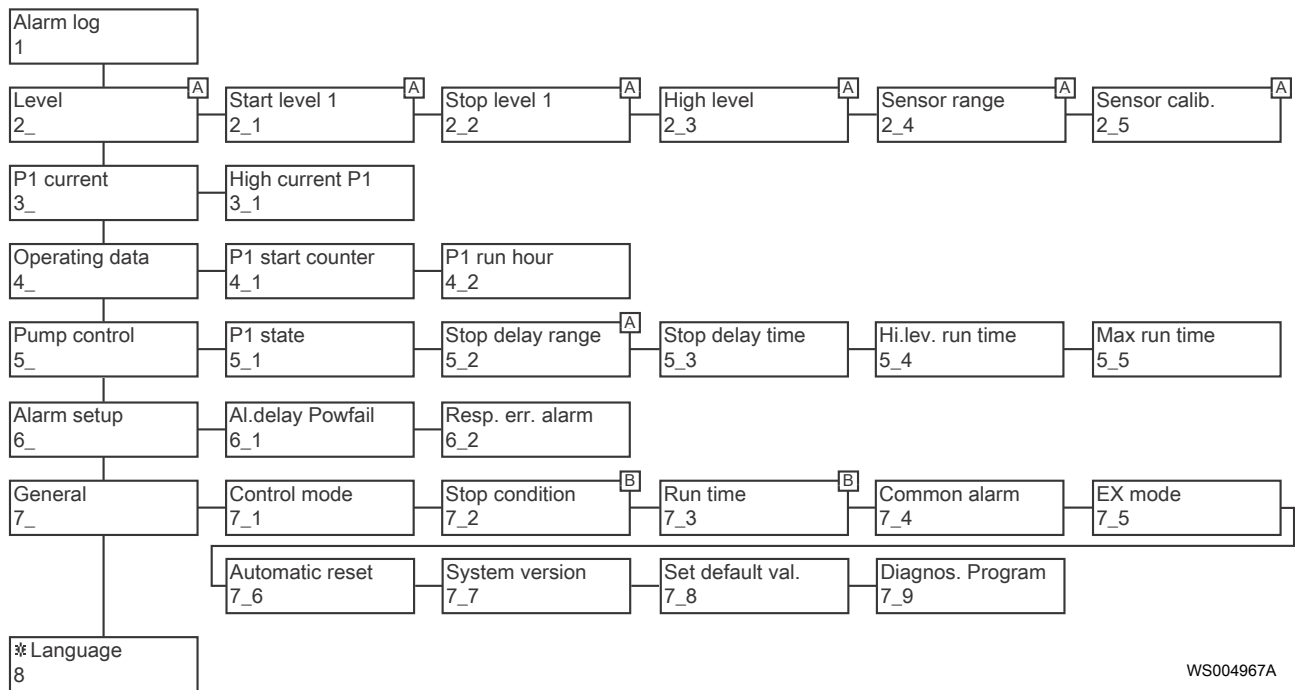 Alarm log
1
A A A A A A
Level Start level 1 Stop level 1 High level Sensor range Sensor calib.
2_ 2_1 2_2 2_3 2_4 2_5
P1 current High current P1
3_ 3_1
Operating data P1 start counter P1 run hour
4_ 4_1 4_2
A
Pump control P1 state Stop delay range Stop delay time Hi.lev. run time Max run time
5_ 5_1 5_2 5_3 5_4 5_5
Alarm setup Al.delay Powfail Resp. err. alarm
6_ 6_1 6_2
B B
General Control mode Stop condition Run time Common alarm EX mode
7_ 7_1 7_2 7_3 7_4 7_5
Automatic reset System version Set default val. Diagnos. Program
7_6 7_7 7_8 7_9
Language
8
WS004967A